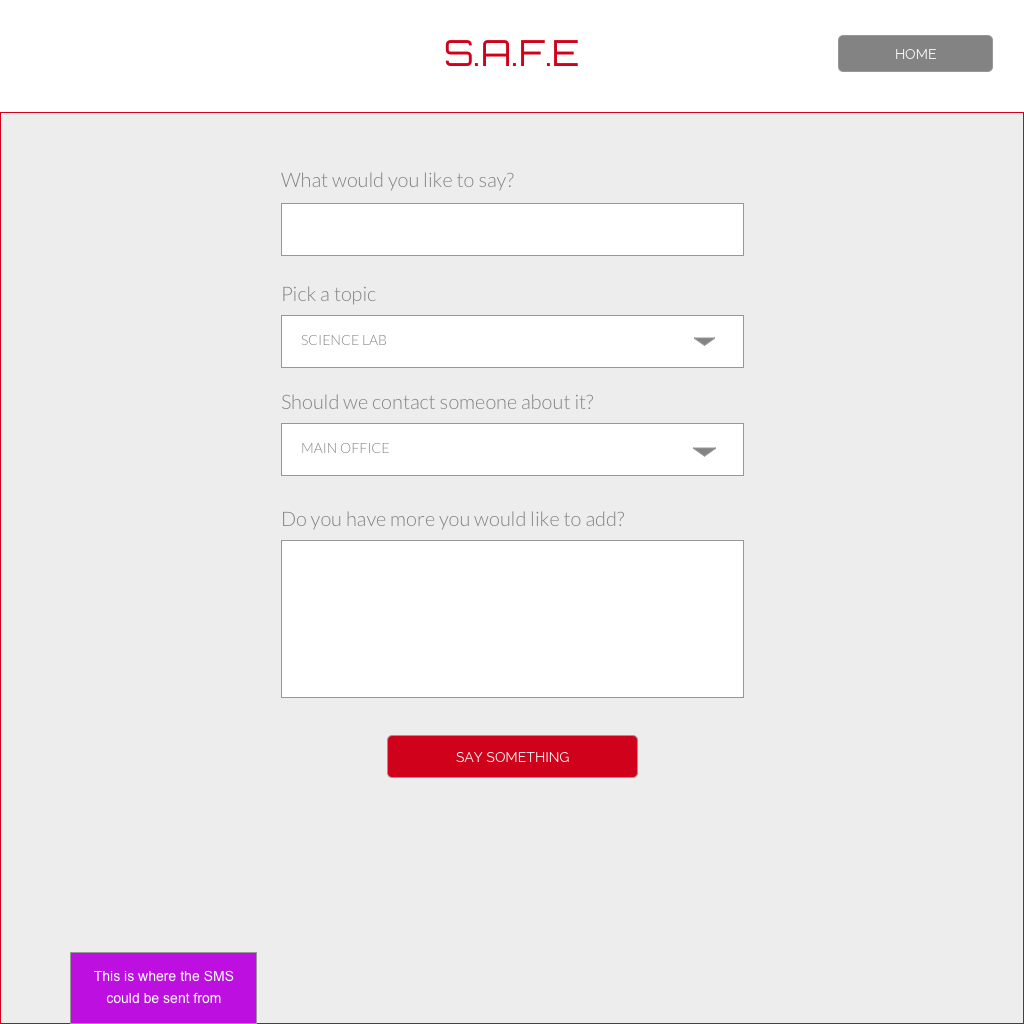 S.A.F.E
HOME
What would you like to say?
Pick a topic
SCIENCE LAB
Should we contact someone about it?
MAIN OFFICE
Do you have more you would like to add?
SAY SOMETHING
This is where the SMS
could be sent from